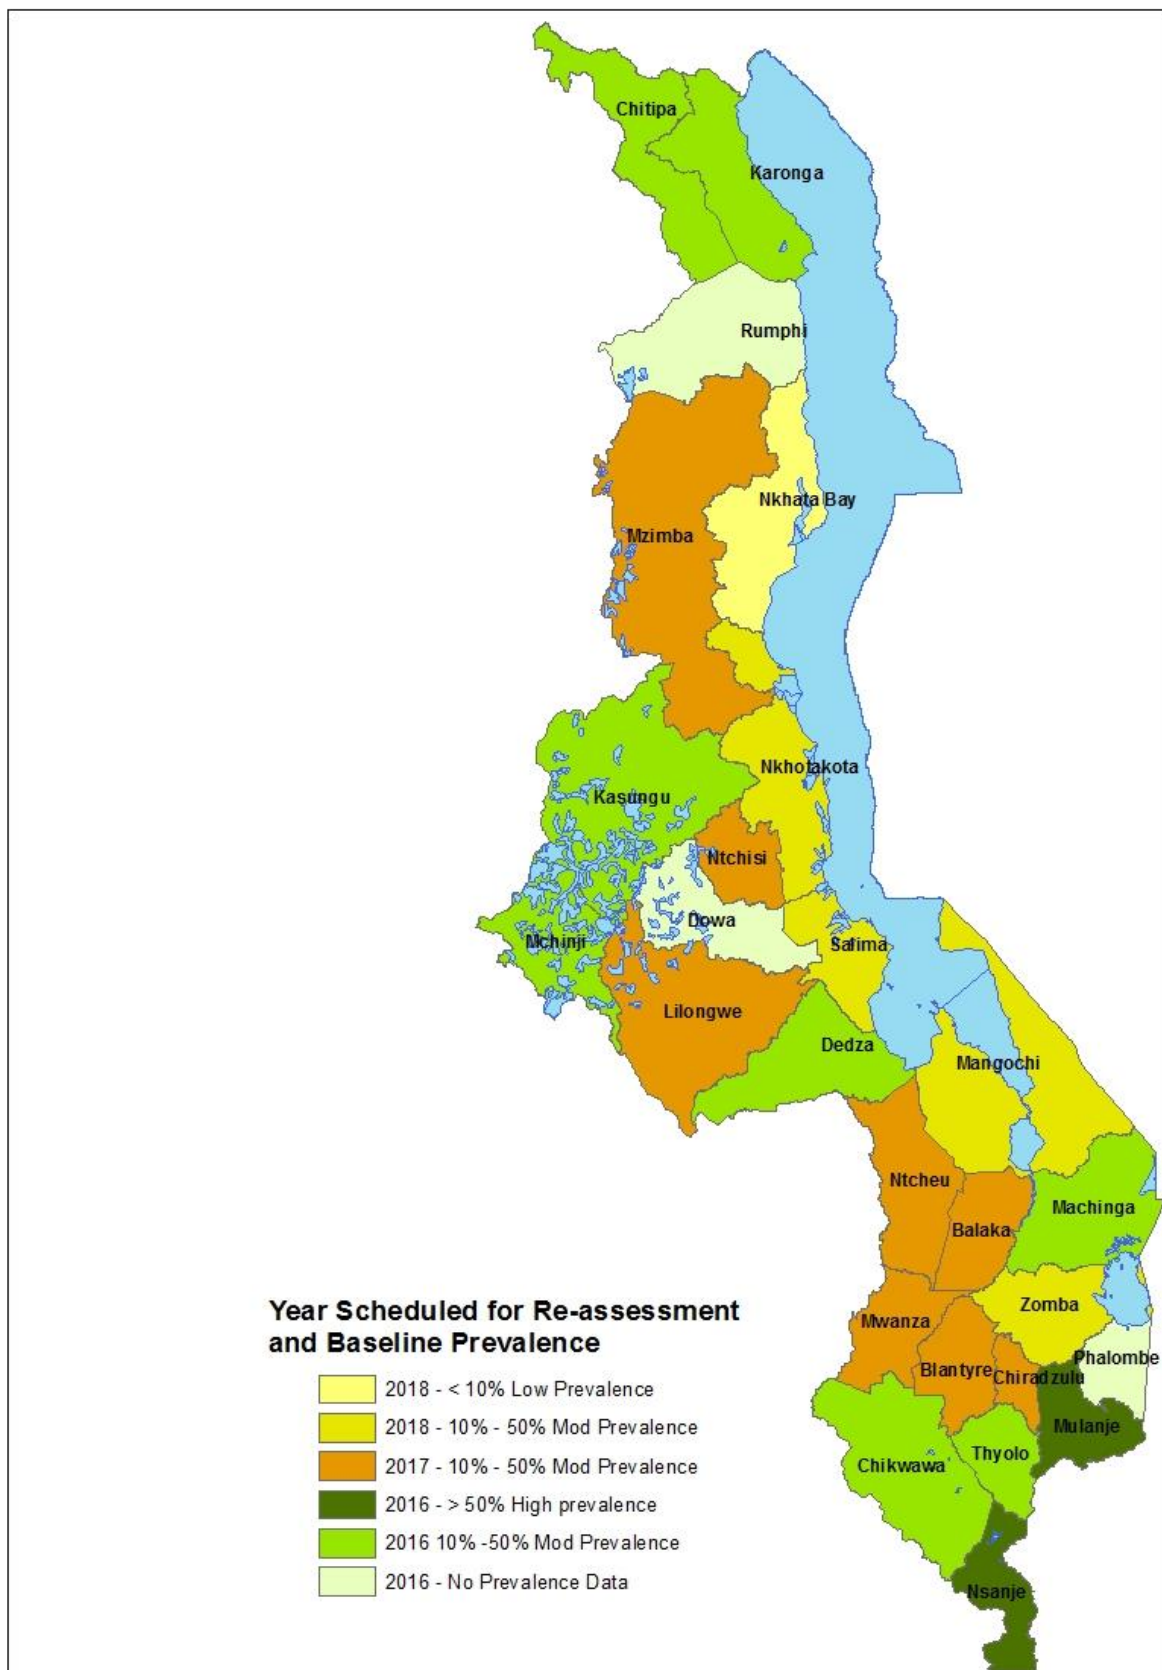 Chitipa
Karonga
Rumphi
Nkhata Bay
Mzimba
Nkhotakota
Kasungu
Ntchisi
Dowa
Mchinji
Salima
Lilongwe
Dedza
Mangochi
Ntcheu
Machinga
Balaka
Zomba
Mwanza
Phalombe
Blantyre
Chiradzulu
Mulanje
Thyolo
Chikwawa
Nsanje
Year Scheduled for Re-assessment
and Baseline Prevalence
2018 - < 10% Low Prevalence
2018 - 10% - 50% Mod Prevalence
2017 - 10% - 50% Mod Prevalence
2016 - > 50% High prevalence
2016 10% -50% Mod Prevalence
2016 - No Prevalence Data